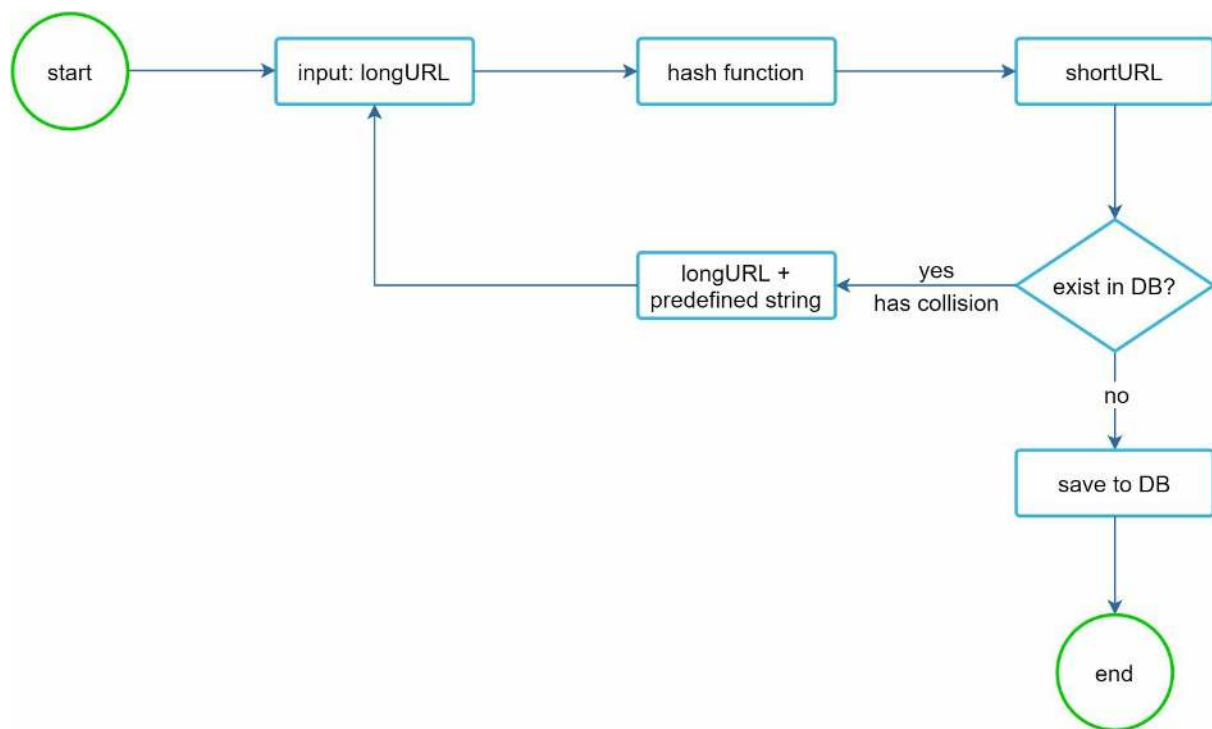 start
input: longURL
hash function
shortURL
longURL +
predefined string
yes
has collision
exist in DB?
no
save to DB
end